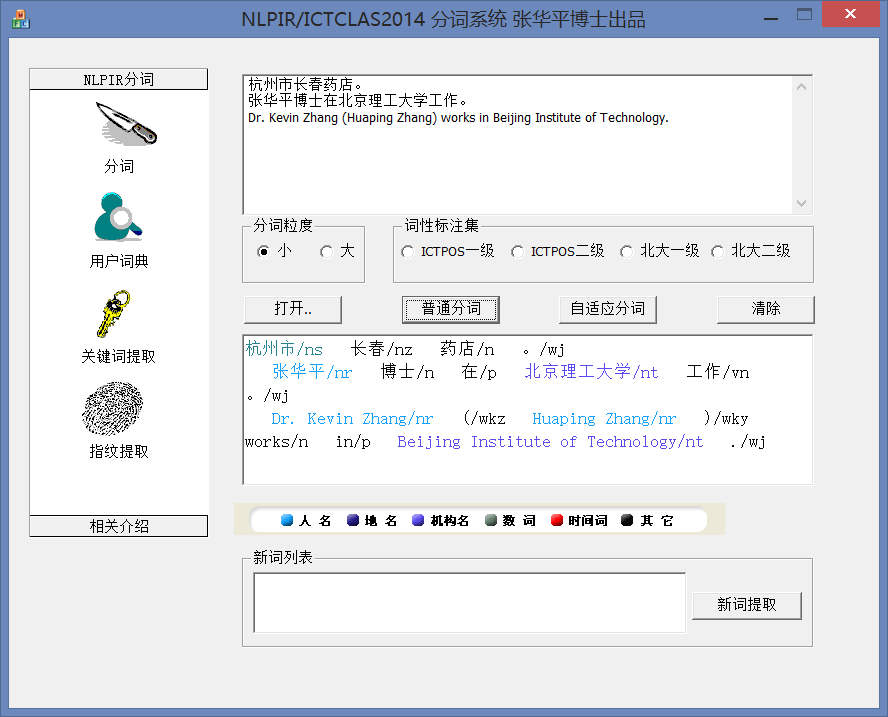 NLPIR/ICTCLAS2014 分词系统 张华平博士出品
NLPIR分词
分词
用户词典
关键词提取
指纹提取
相关介绍
杭州市长春药店。
张华平博士在北京理工大学工作。
Dr. Kevin Zhang (Huaping Zhang) works in Beijing Institute of Technology.
分词粒度
小 大
词性标注集
ICTPOS一级 ICTPOS二级 北大一级 北大二级
打开.. 普通分词 自适应分词 清除
杭州市/ns 长春/nz 药店/n 。/wj
张华平/nr 博士/n 在/p 北京理工大学/nt 工作/vn
。/wj
Dr. Kevin Zhang/nr (/wkz Huaping Zhang/nr )/wky
works/n in/p Beijing Institute of Technology/nt ./wj
人 名 地 名 机构名 数 词 时间词 其 它
新词列表
新词提取